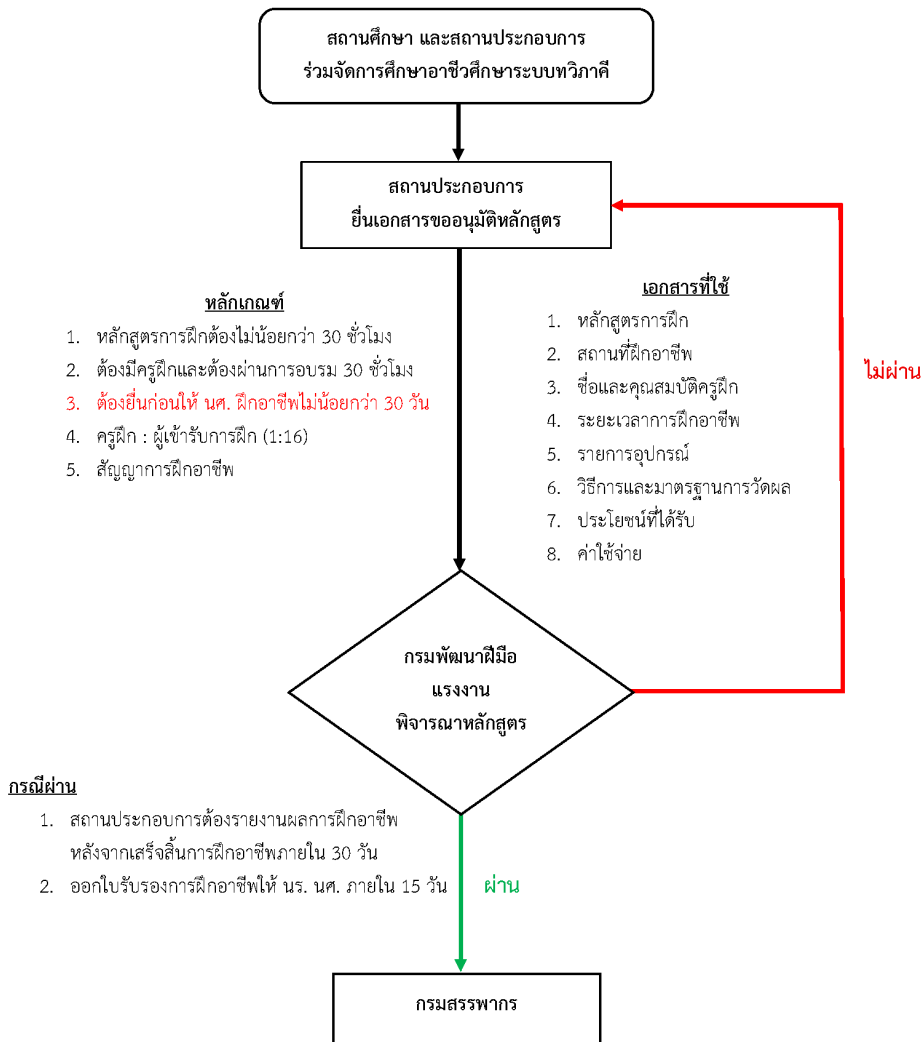 สถานศึกษา และสถานประกอบการ
ร่วมจัดการศึกษาอาชีวศึกษาระบบทวิภาคี
สถานประกอบการ
ยื่นเอกสารขออนุมัติหลักสูตร
หลักเกณฑ์
1. หลักสูตรการฝึกต้องไม่น้อยกว่า 30 ชั่วโมง
2. ต้องมีครูฝึกและต้องผ่านการอบรม 30 ชั่วโมง
3. ต้องยื่นก่อนให้ นศ. ฝึกอาชีพไม่น้อยกว่า 30 วัน
4. ครูฝึก : ผู้เข้ารับการฝึก (1:16)
5. สัญญาการฝึกอาชีพ
เอกสารที่ใช้
1. หลักสูตรการฝึก
2. สถานที่ฝึกอาชีพ
3. ชื่อและคุณสมบัติครูฝึก
4. ระยะเวลาการฝึกอาชีพ
5. รายการอุปกรณ์
6. วิธีการและมาตรฐานการวัดผล
7. ประโยชน์ที่ได้รับ
8. ค่าใช้จ่าย
ไม่ผ่าน
กรมพัฒนาฝีมือ
แรงงาน
พิจารณาหลักสูตร
กรณีผ่าน
1. สถานประกอบการต้องรายงานผลการฝึกอาชีพ
หลังจากเสร็จสิ้นการฝึกอาชีพภายใน 30 วัน
2. ออกใบรับรองการฝึกอาชีพให้ นร. นศ. ภายใน 15 วัน
ผ่าน
กรมสรรพากร